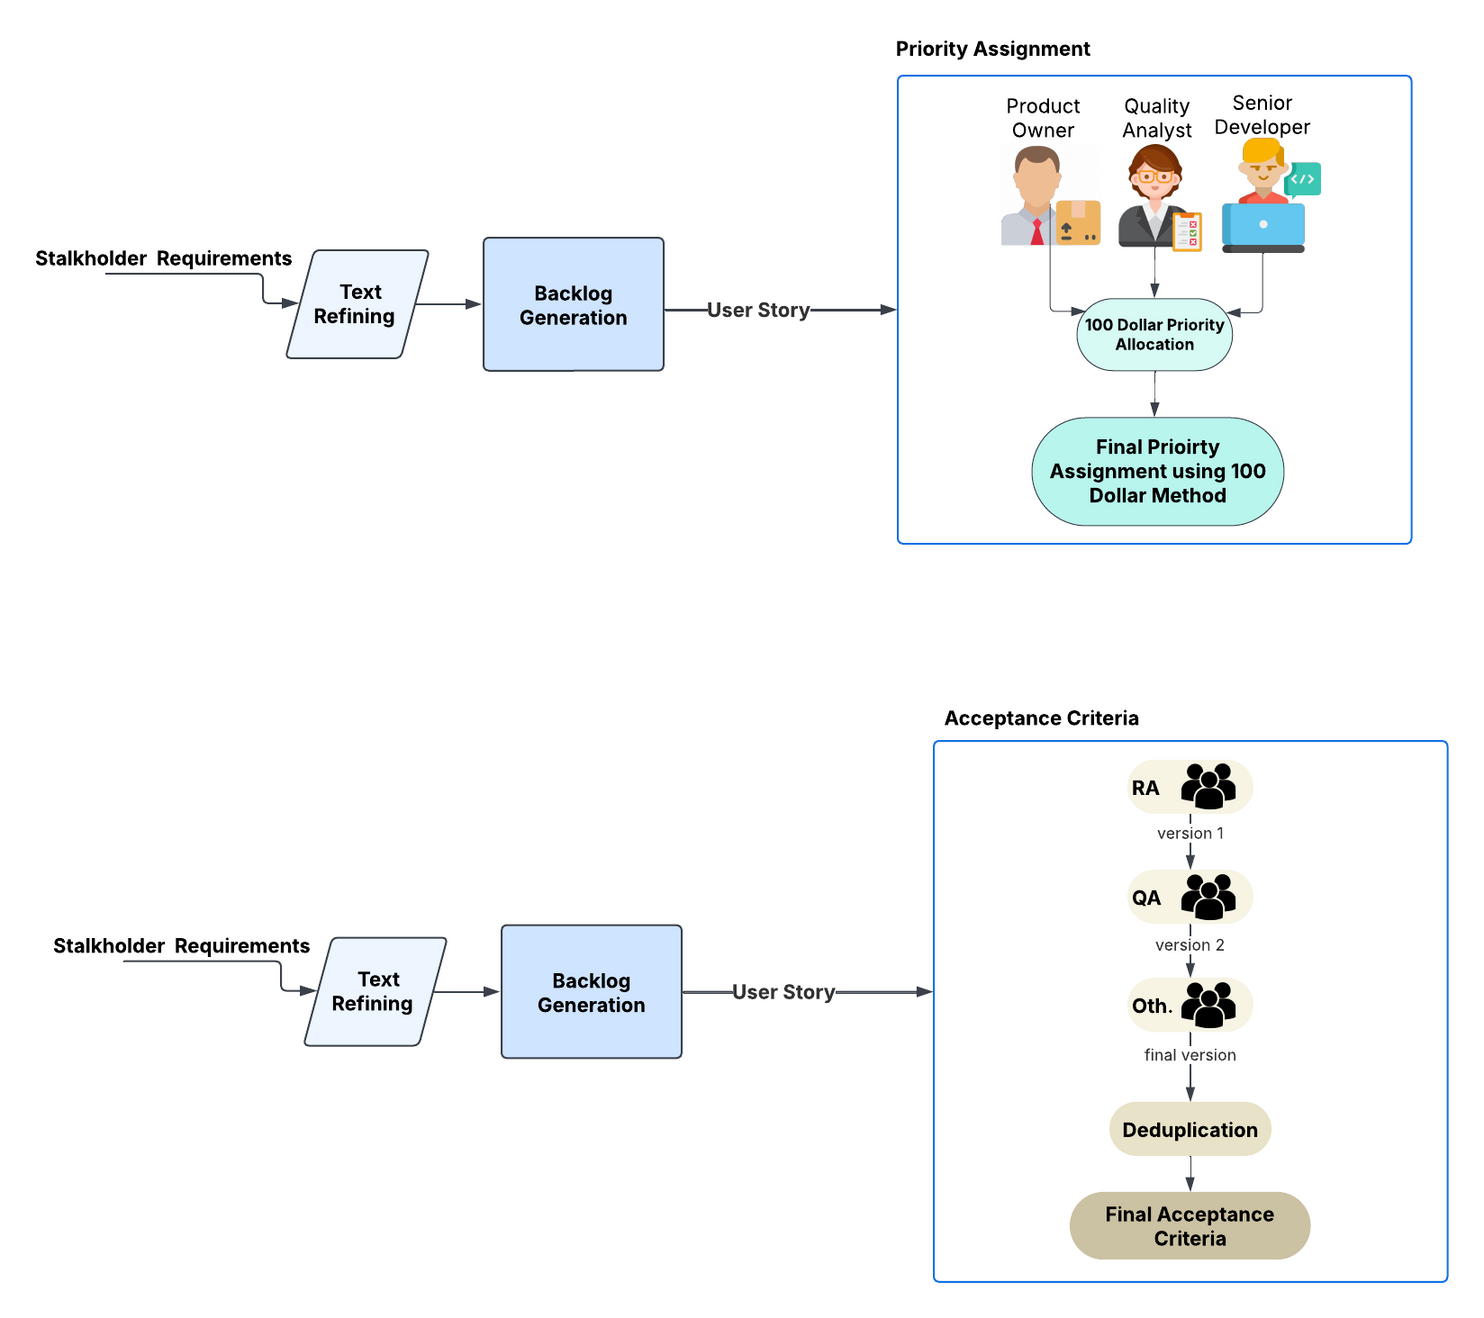 Priority Assignment
Product
Owner
Quality
Analyst
Senior
Developer
</>
Stalkholder Requirements
Text
Refining
Backlog
Generation
User Story
100 Dollar Priority
Allocation
Final Prioirty
Assignment using 100
Dollar Method
Acceptance Criteria
RA
version 1
QA
version 2
Oth.
final version
Stalkholder Requirements
Text
Refining
Backlog
Generation
User Story
Deduplication
Final Acceptance
Criteria